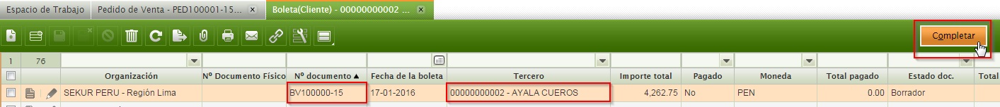 Espacio de Trabajo Pedido de Venta - PED100001-15... Boleta(Cliente) - 00000000002 ...
Completar
1 76
Organización Nº Documento Físico Nº documento Fecha de la boleta Tercero Importe total Pagado Moneda Total pagado Estado doc. Total
SEKUR PERU - Región Lima BV100000-15 17-01-2016 00000000002 - AYALA CUEROS 4,262.75 No PEN 0.00 Borrador